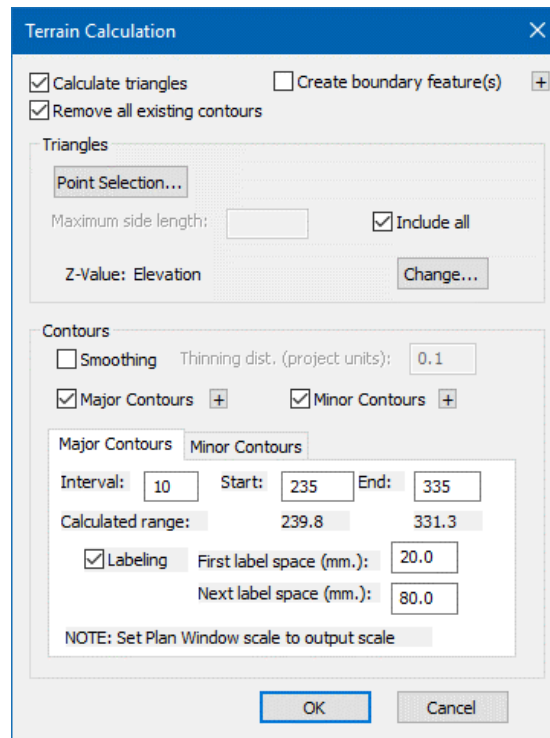 Terrain Calculation
Calculate triangles Create boundary feature(s) +
Remove all existing contours
Triangles
Point Selection...
Maximum side length: Include all
Z-Value: Elevation Change...
Contours
Smoothing Thinning dist. (project units): 0.1
Major Contours + Minor Contours +
Major Contours Minor Contours
Interval: 10 Start: 235 End: 335
Calculated range: 239.8 331.3
Labeling First label space (mm.): 20.0
Next label space (mm.): 80.0
NOTE: Set Plan Window scale to output scale
OK Cancel